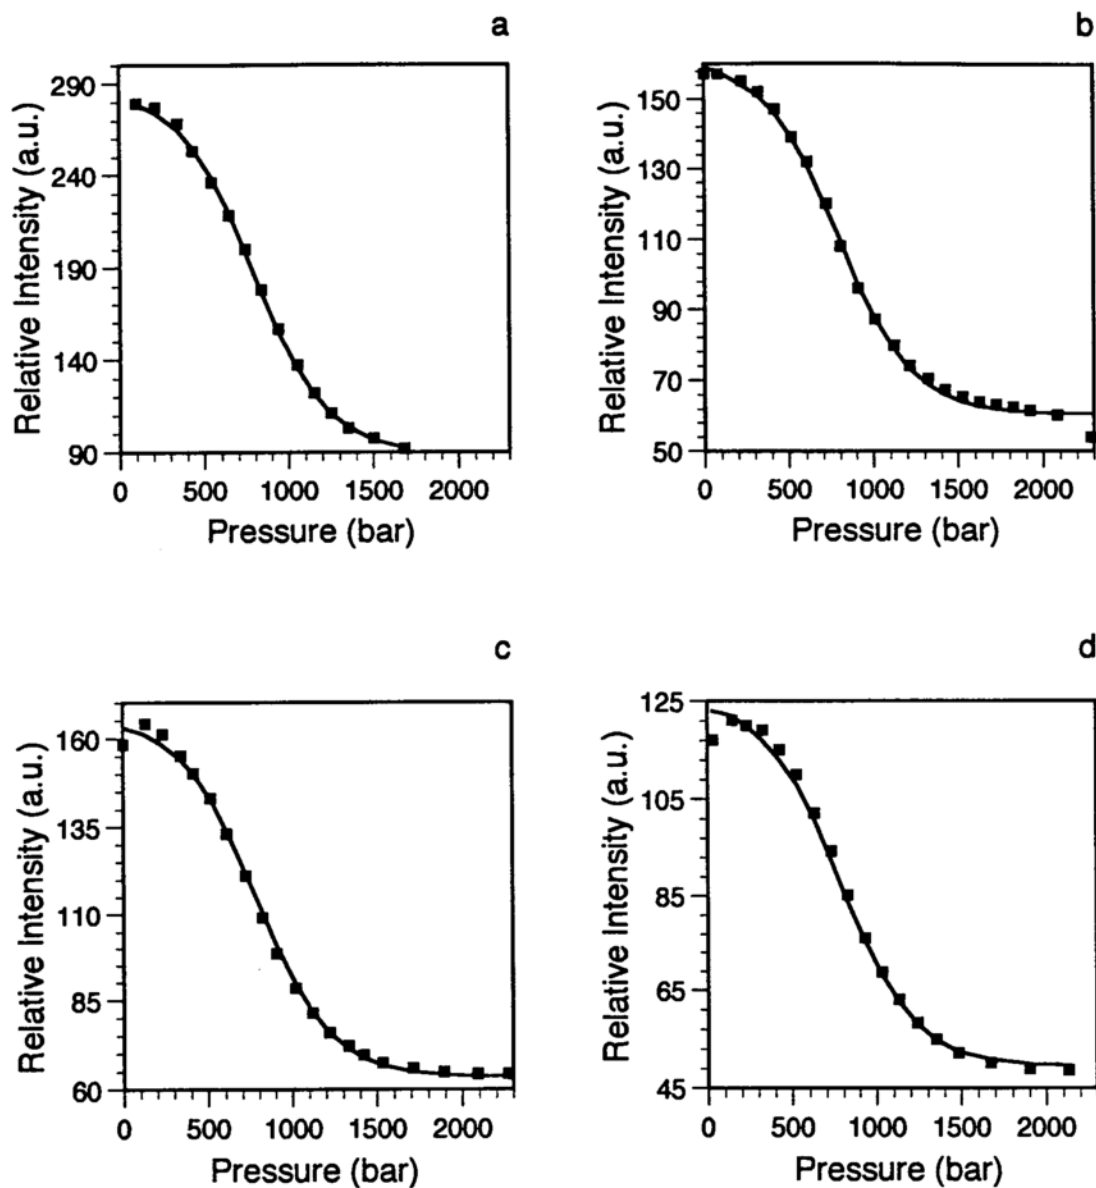 a
290
240
190
140
90
Relative Intensity (a.u.)
0 500 1000 1500 2000
Pressure (bar)
b
150
130
110
90
70
50
Relative Intensity (a.u.)
0 500 1000 1500 2000
Pressure (bar)
c
160
135
110
85
60
Relative Intensity (a.u.)
0 500 1000 1500 2000
Pressure (bar)
d
125
105
85
65
45
Relative Intensity (a.u.)
0 500 1000 1500 2000
Pressure (bar)